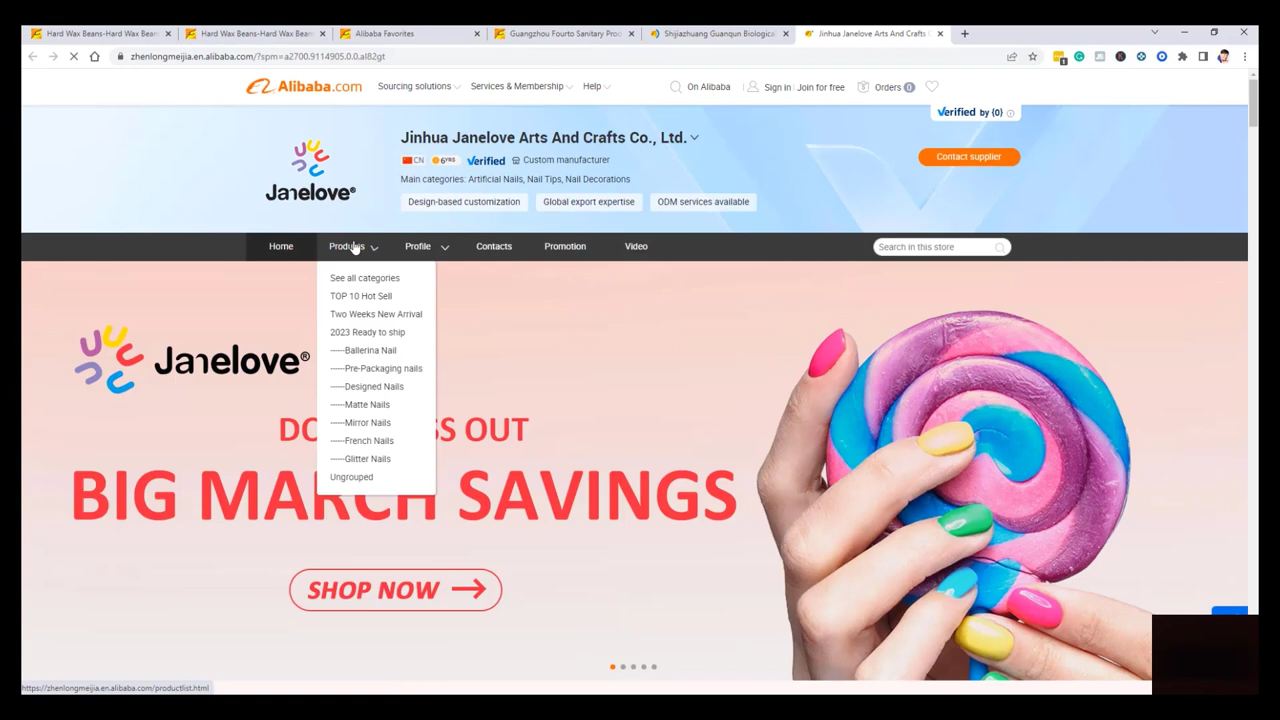 Hard Wax Beans-Hard Wax Bean
Hard Wax Beans-Hard Wax Bean
Alibaba Favorites
Guangzhou Fourto Sanitary Prod
Shijiazhuang Guanqun Biological
Jinhua Janelove Arts And Crafts C
zhenlongmeijia.en.alibaba.com/?spm=a2700.9114905.0.0.al82gt
Alibaba.com
Sourcing solutions
Services & Membership
Help
On Alibaba
Sign in
Join for free
Orders 0
Verified by {0}
Jinhua Janelove Arts And Crafts Co., Ltd.
CN
6YRS
Verified
Custom manufacturer
Contact supplier
Main categories: Artificial Nails, Nail Tips, Nail Decorations
Janelove®
Design-based customization
Global export expertise
ODM services available
Home
Products
Profile
Contacts
Promotion
Video
Search in this store
See all categories
TOP 10 Hot Sell
Two Weeks New Arrival
2023 Ready to ship
------Ballerina Nail
------Pre-Packaging nails
------Designed Nails
------Matte Nails
------Mirror Nails
------French Nails
------Glitter Nails
Ungrouped
Janelove®
DO SS OUT
BIG MARCH SAVINGS
SHOP NOW
https://zhenlongmeijia.en.alibaba.com/productlist.html